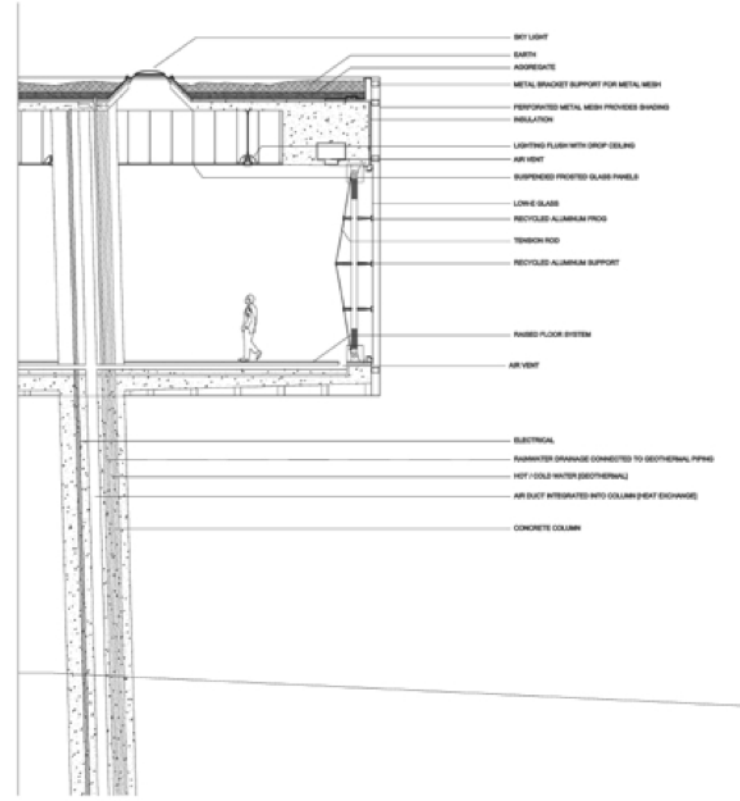 SKY LIGHT
EARTH
AGGREGATE
METAL BRACKET SUPPORT FOR METAL MESH
PERFORATED METAL MESH PROVIDES SHADING
INSULATION
LIGHTING FLUSH WITH DROP CEILING
AIR VENT
SUSPENDED FROSTED GLASS PANELS
LOW-E GLASS
RECYCLED ALUMINUM FROG
TENSION ROD
RECYCLED ALUMINUM SUPPORT
RAISED FLOOR SYSTEM
AIR VENT
ELECTRICAL
RAINWATER DRAINAGE CONNECTED TO GEOTHERMAL PIPING
HOT / COLD WATER [GEOTHERMAL]
AIR DUCT INTEGRATED INTO COLUMN [HEAT EXCHANGE]
CONCRETE COLUMN